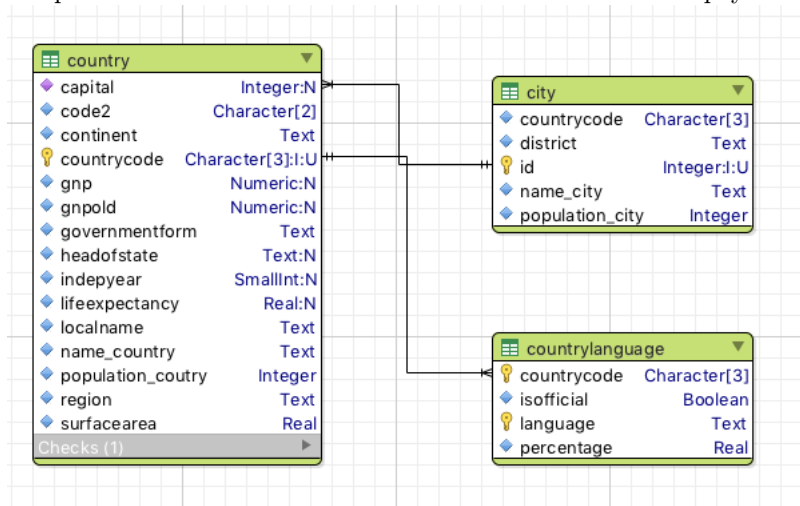 country
capital Integer:N
code2 Character[2]
continent Text
countrycode Character[3]:I:U
gnp Numeric:N
gnpold Numeric:N
governmentform Text
headofstate Text:N
indepyear SmallInt:N
lifeexpectancy Real:N
localname Text
name_country Text
population_coutry Integer
region Text
surfacearea Real
Checks (1)
city
countrycode Character[3]
district Text
id Integer:I:U
name_city Text
population_city Integer
countrylanguage
countrycode Character[3]
isofficial Boolean
language Text
percentage Real